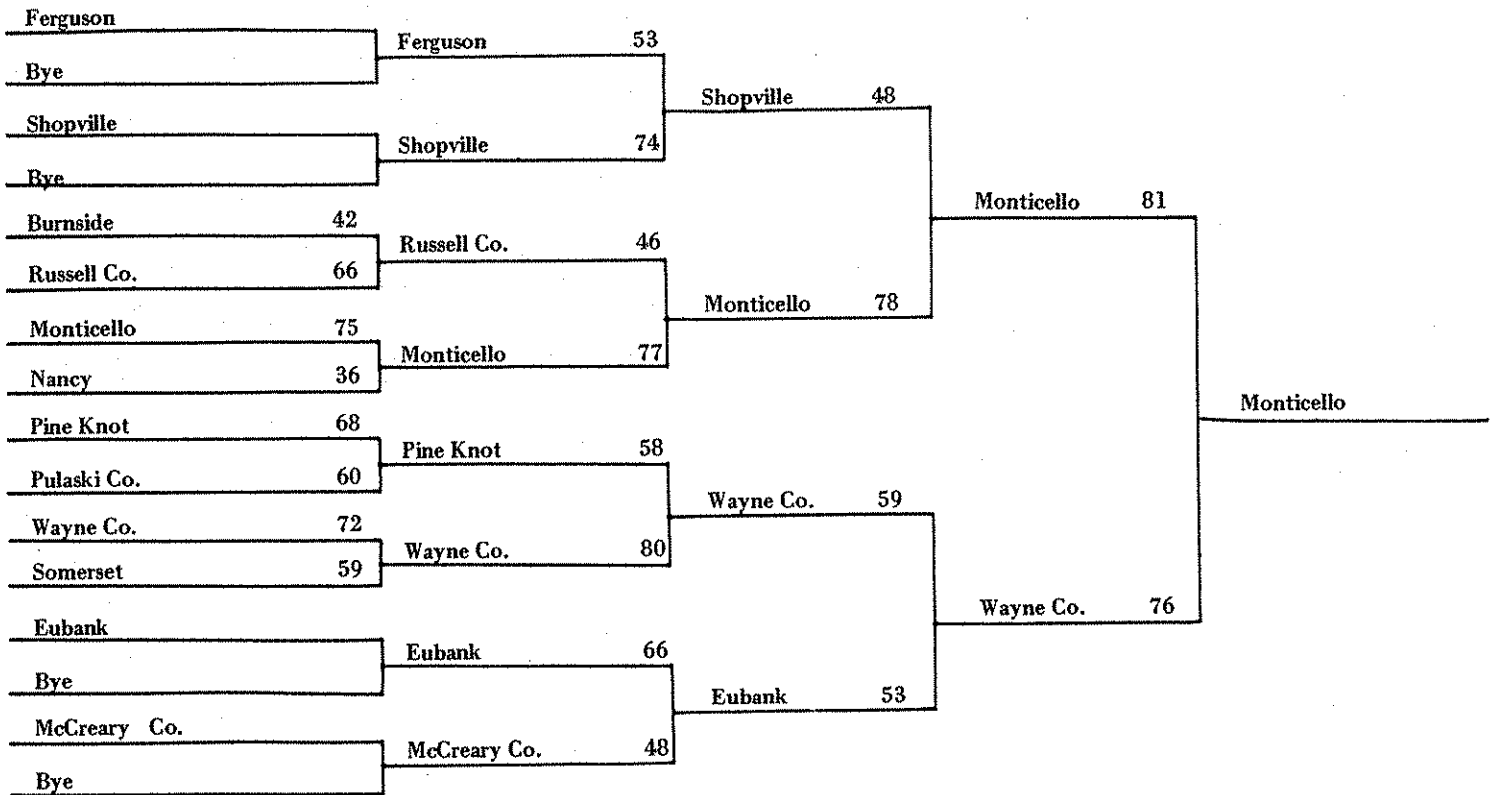 Ferguson
Bye
Shopville
Bye
Burnside 42
Russell Co. 66
Monticello 75
Nancy 36
Pine Knot 68
Pulaski Co. 60
Wayne Co. 72
Somerset 59
Eubank
Bye
McCreary Co.
Bye
Ferguson 53
Shopville 74
Russell Co. 46
Monticello 77
Pine Knot 58
Wayne Co. 80
Eubank 66
McCreary Co. 48
Shopville 48
Monticello 78
Wayne Co. 59
Eubank 53
Monticello 81
Wayne Co. 76
Monticello